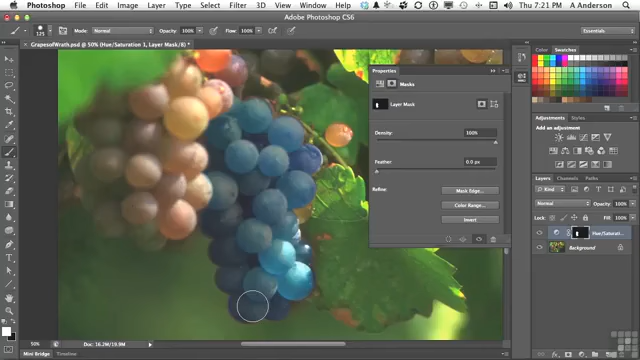 Photoshop File Edit Image Layer Type Select Filter View Window Help
Thu 7:21 PM A Anderson
Adobe Photoshop CS6
125 Mode: Normal Opacity: 100% Flow: 100% Essentials
GrapesofWrath.psd @ 50% (Hue/Saturation 1, Layer Mask/8) *
Properties
Masks
Layer Mask
Density: 100%
Feather: 0.0 px
Refine: Mask Edge...
Color Range...
Invert
Color Swatches
Adjustments Styles
Add an adjustment
Layers Channels Paths
Kind
Normal Opacity: 100%
Lock: Fill: 100%
Hue/Saturati...
Background
50% Doc: 16.2M/19.9M
Mini Bridge Timeline